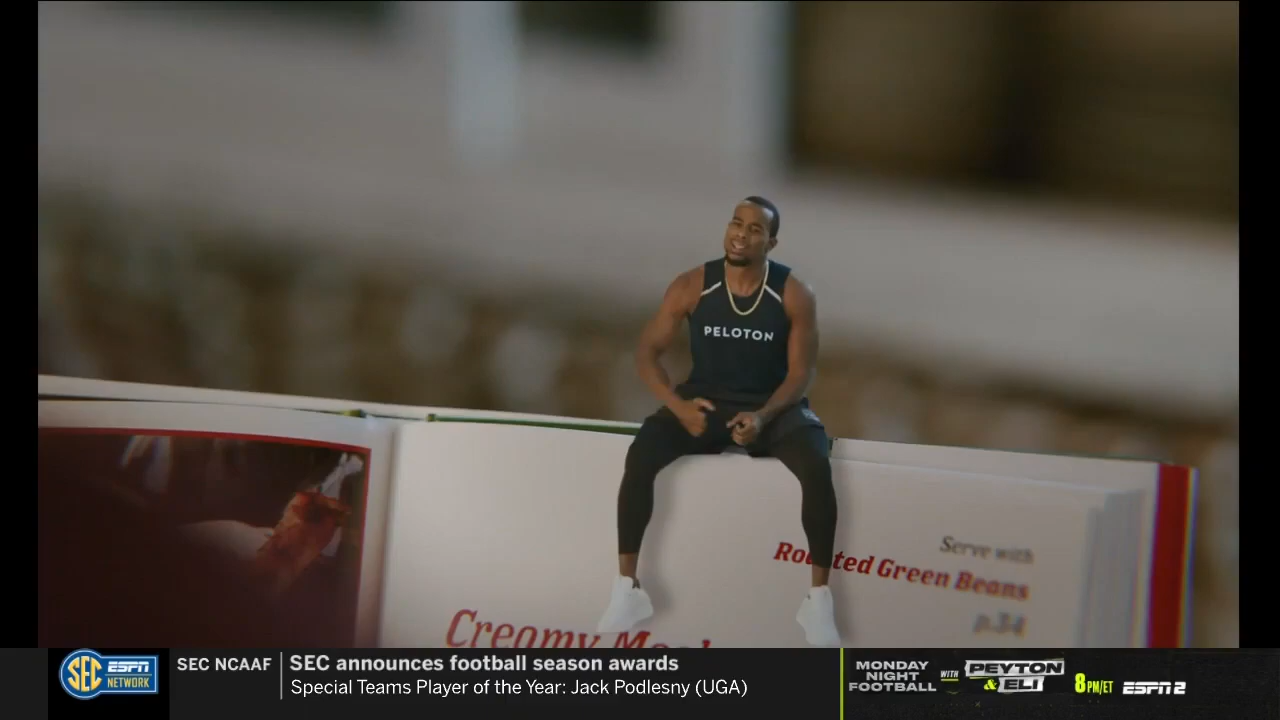 PELOTON
Serve with
Roasted Green Beans
p.34
Creamy
SEC ESPN NETWORK
SEC NCAAF
SEC announces football season awards
Special Teams Player of the Year: Jack Podlesny (UGA)
MONDAY NIGHT FOOTBALL
WITH
PEYTON & ELI
8PM/ET
ESPN2